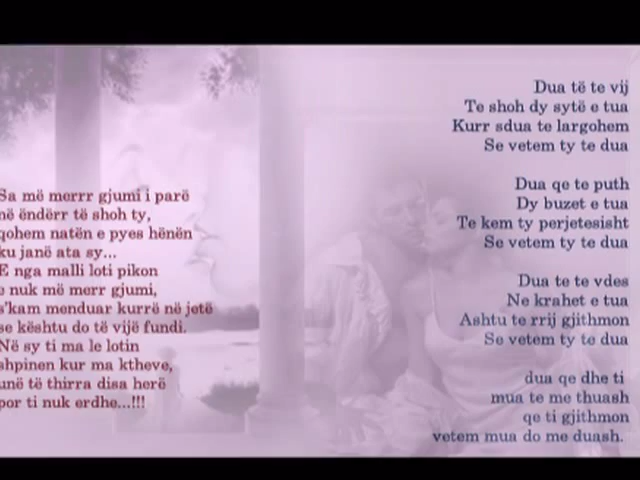 Sa më merrr gjumi i parë
në ëndërr të shoh ty,
qohem natën e pyes hënën
ku janë ata sy...
E nga malli loti pikon
e nuk më merr gjumi,
s'kam menduar kurrë në jetë
se kështu do të vijë fundi.
Në sy ti ma le lotin
shpinen kur ma ktheve,
unë të thirra disa herë
por ti nuk erdhe...!!!
Dua të te vij
Te shoh dy sytë e tua
Kurr sdua te largohem
Se vetem ty te dua
Dua qe te puth
Dy buzet e tua
Te kem ty perjetesisht
Se vetem ty te dua
Dua te te vdes
Ne krahet e tua
Ashtu te rrij gjithmon
Se vetem ty te dua
dua qe dhe ti
mua te me thuash
qe ti gjithmon
vetem mua do me duash.